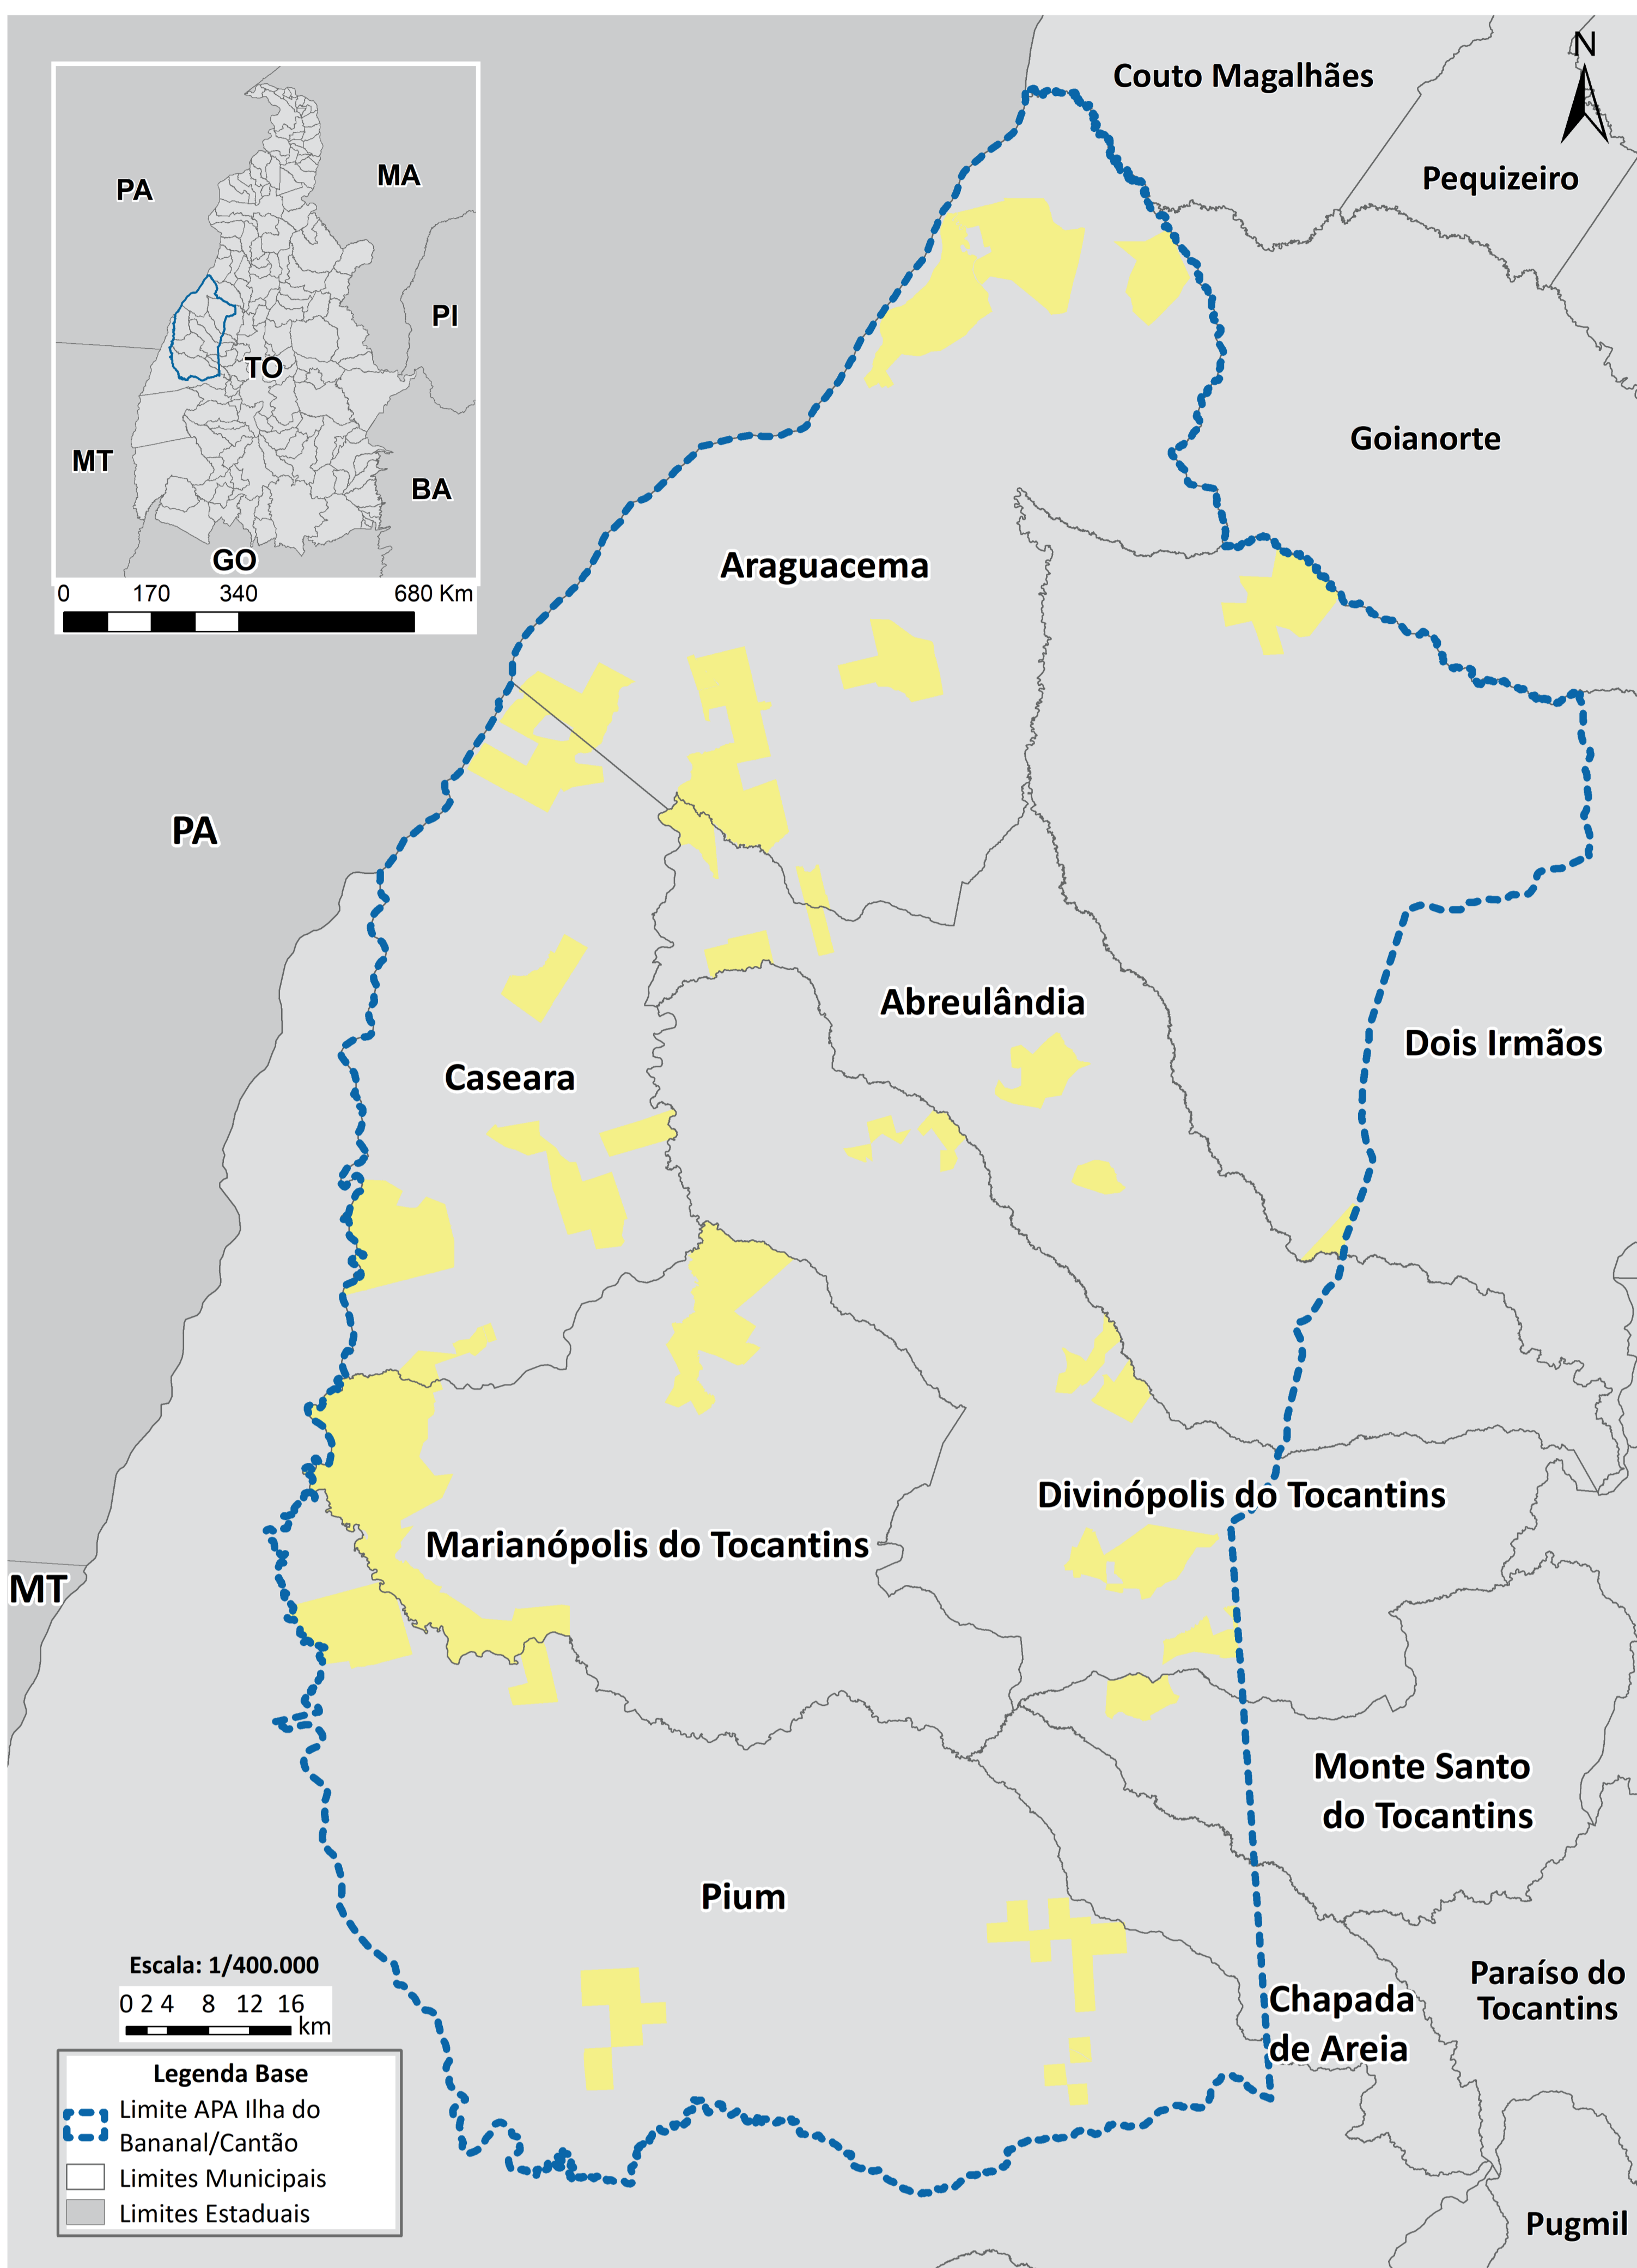 N
Couto Magalhães
Pequizeiro
PA
MA
PI
TO
MT
BA
GO
0 170 340 680 Km
Goianorte
Araguacema
PA
Abreulândia
Dois Irmãos
Caseara
Divinópolis do Tocantins
Marianópolis do Tocantins
MT
Monte Santo
do Tocantins
Pium
Paraíso do
Tocantins
Chapada
de Areia
Escala: 1/400.000
0 2 4 8 12 16
km
Legenda Base
Limite APA Ilha do
Bananal/Cantão
Limites Municipais
Limites Estaduais
Pugmil